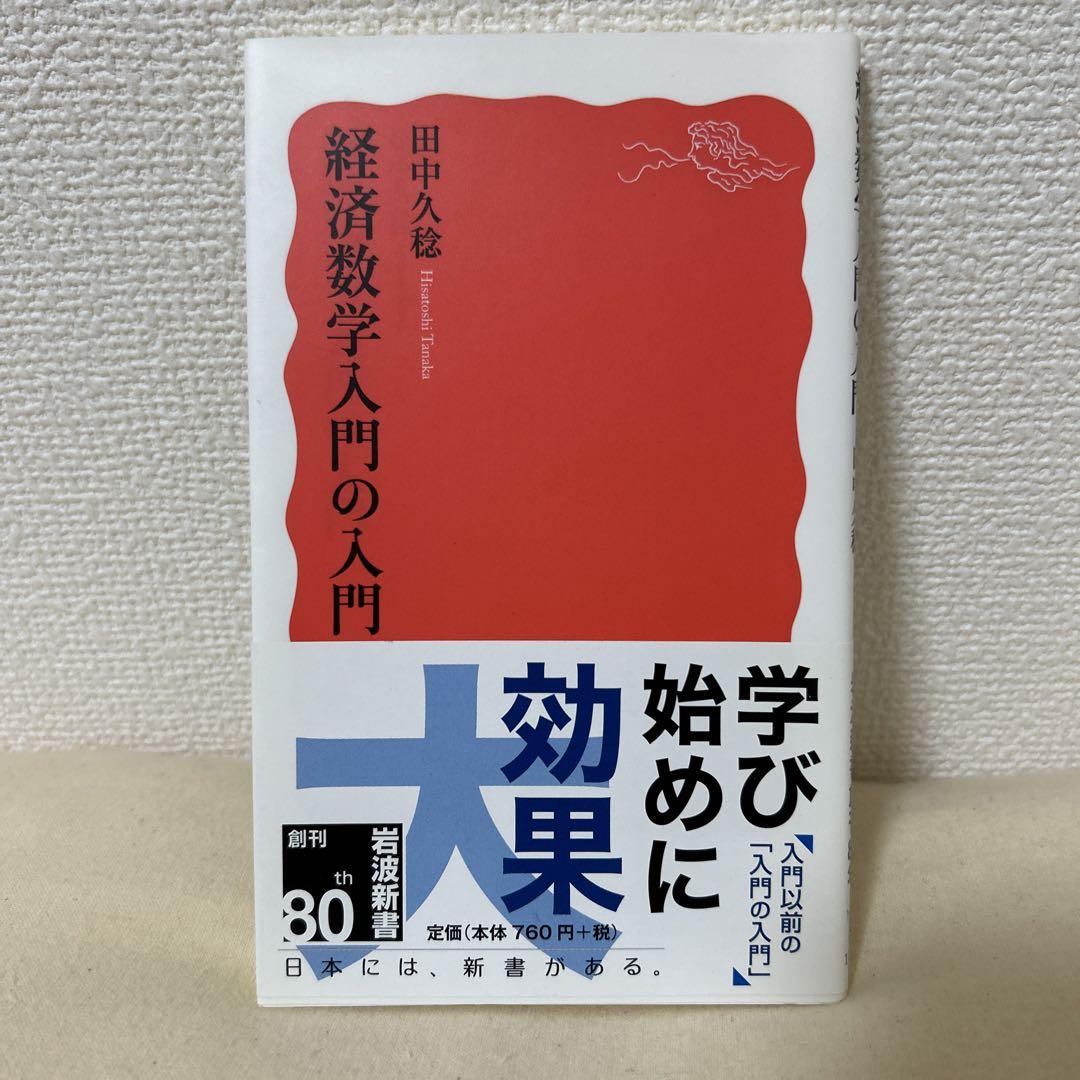 田中久稔
Hisatoshi Tanaka
経済数学入門の入門
学び
始めに
効果
大
入門以前の
「入門の入門」
岩波新書
創刊
80th
定価(本体760円+税)
日本には、新書がある。